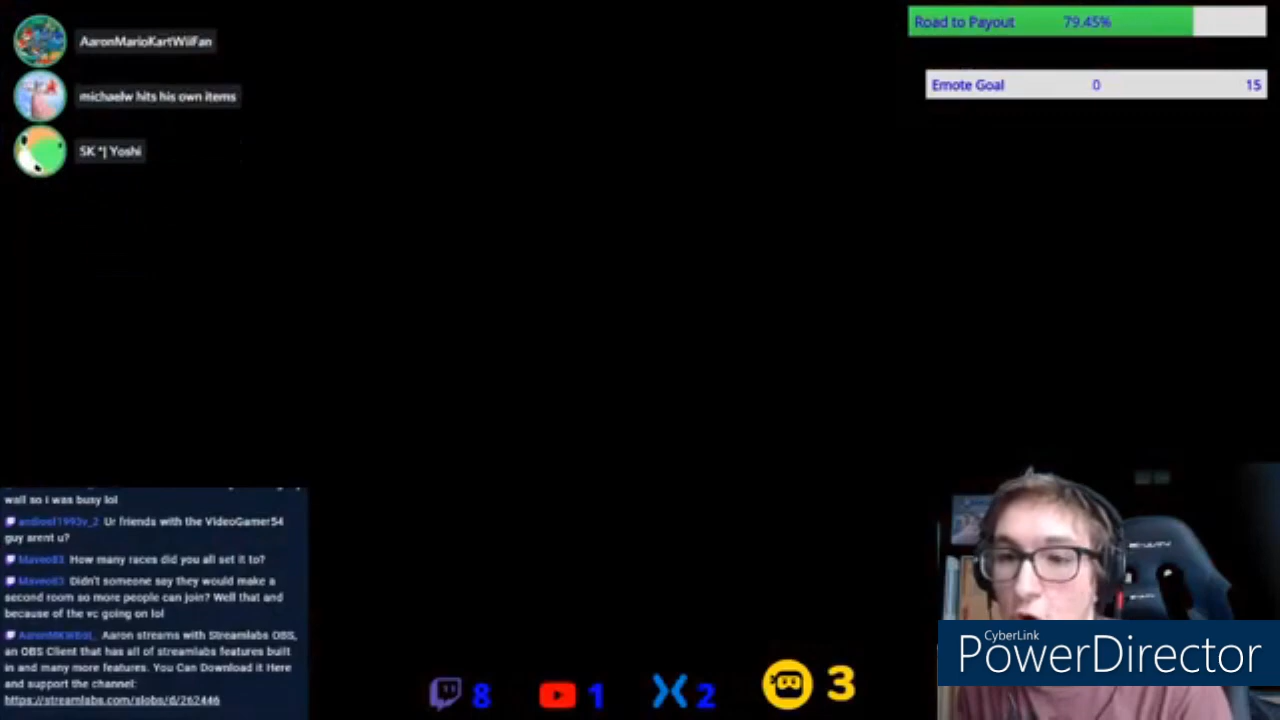 AaronMarioKartWiiFan
michaelw hits his own items
SK *| Yoshi
Road to Payout 79.45%
Emote Goal 0 15
wall so i was busy lol
Ur friends with the VideoGamer54
guy arent u?
Maveo83 How many races did you all set it to?
Maveo83 Didn't someone say they would make a
second room so more people can join? Well that and
because of the vc going on lol
AaronMKWBot_ Aaron streams with Streamlabs OBS,
an OBS Client that has all of streamlabs features built
in and many more features. You Can Download it Here
and support the channel:
https://streamlabs.com/slobs/d/262446
8 1 2 3
CyberLink
PowerDirector